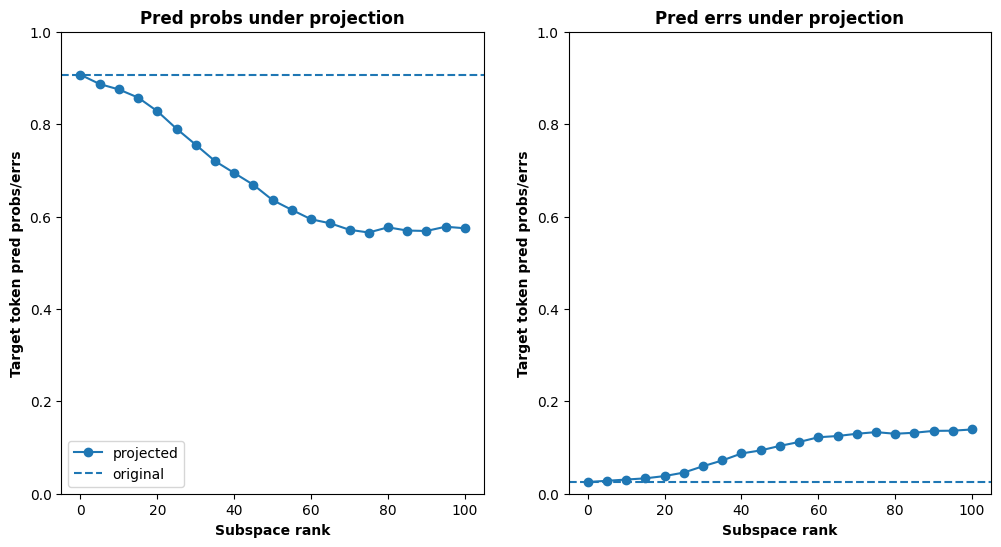 Pred probs under projection
Target token pred probs/errs
1.0
0.8
0.6
0.4
0.2
0.0
projected
original
0 20 40 60 80 100
Subspace rank
Pred errs under projection
Target token pred probs/errs
1.0
0.8
0.6
0.4
0.2
0.0
0 20 40 60 80 100
Subspace rank